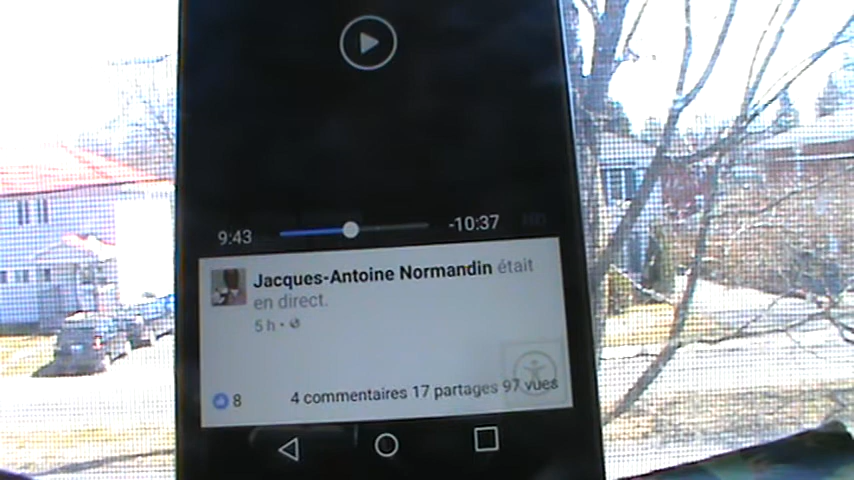 9:43 -10:37 HD
Jacques-Antoine Normandin était
en direct.
5 h •
8 4 commentaires 17 partages 97 vues